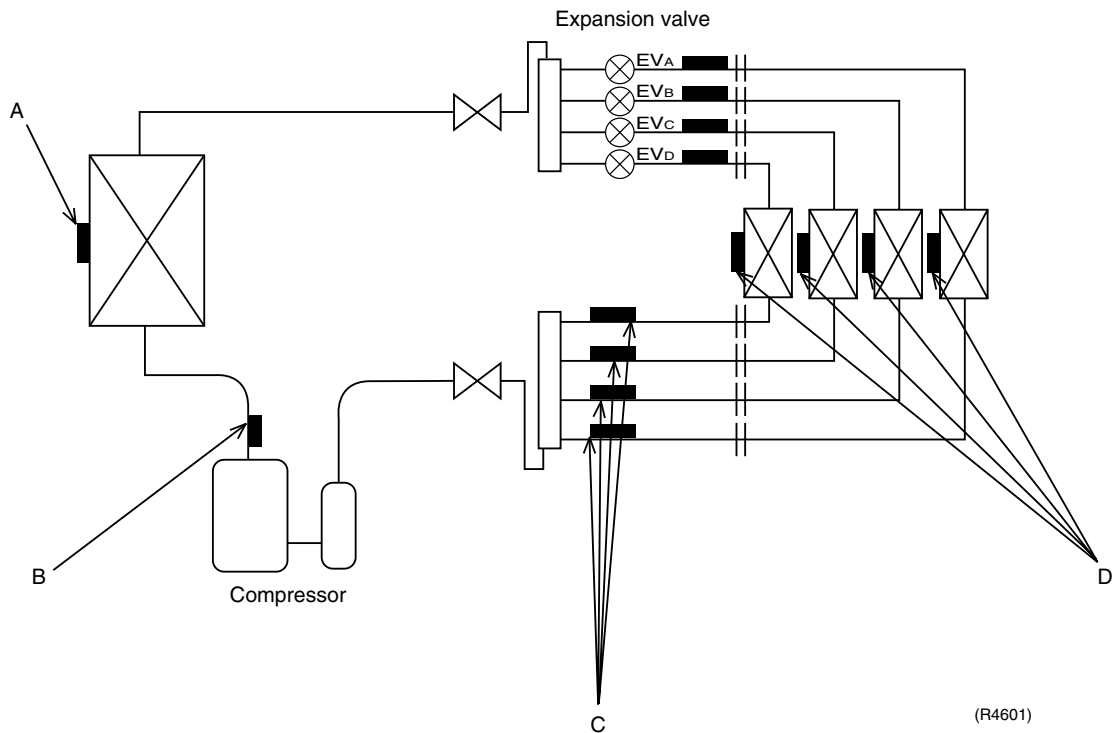 Expansion valve
EVA
EVB
EVC
EVD
A
B
Compressor
D
C
(R4601)